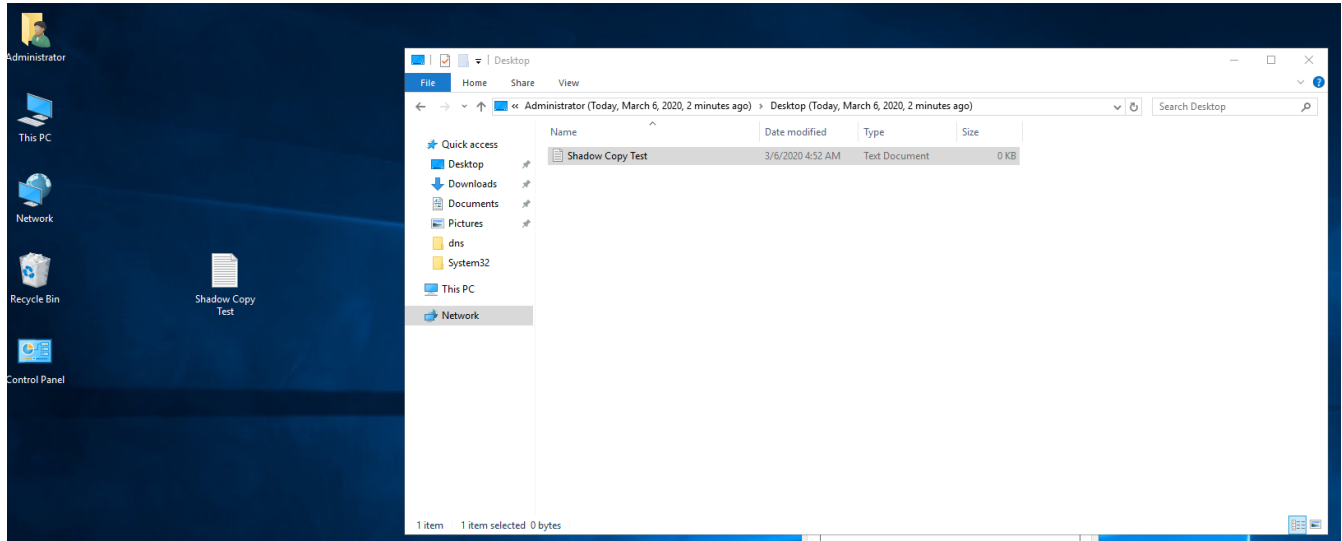 Administrator
This PC
Network
Recycle Bin
Control Panel
Shadow Copy
Test
Desktop
File Home Share View
« Administrator (Today, March 6, 2020, 2 minutes ago) › Desktop (Today, March 6, 2020, 2 minutes ago)
Search Desktop
Name Date modified Type Size
Shadow Copy Test 3/6/2020 4:52 AM Text Document 0 KB
Quick access
Desktop
Downloads
Documents
Pictures
dns
System32
This PC
Network
1 item 1 item selected 0 bytes